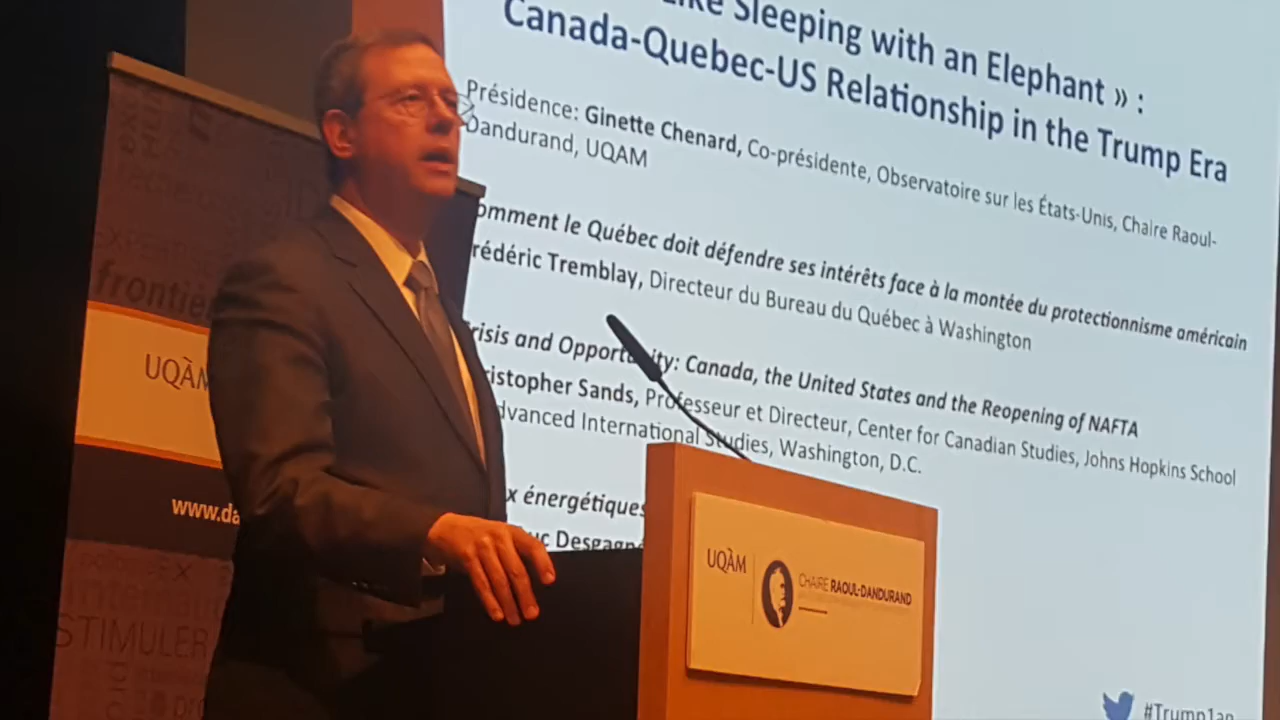 Like Sleeping with an Elephant » :
Canada-Quebec-US Relationship in the Trump Era
Présidence: Ginette Chenard, Co-présidente, Observatoire sur les États-Unis, Chaire Raoul-
Dandurand, UQAM
omment le Québec doit défendre ses intérêts face à la montée du protectionnisme américain
rédéric Tremblay, Directeur du Bureau du Québec à Washington
risis and Opportunity: Canada, the United States and the Reopening of NAFTA
ristopher Sands, Professeur et Directeur, Center for Canadian Studies, Johns Hopkins School
dvanced International Studies, Washington, D.C.
x énergétiques
uc Desgagn
#Trump1an
frontiè
UQÀM
www.da
STIMULER
UQÀM
CHAIRE RAOUL-DANDURAND